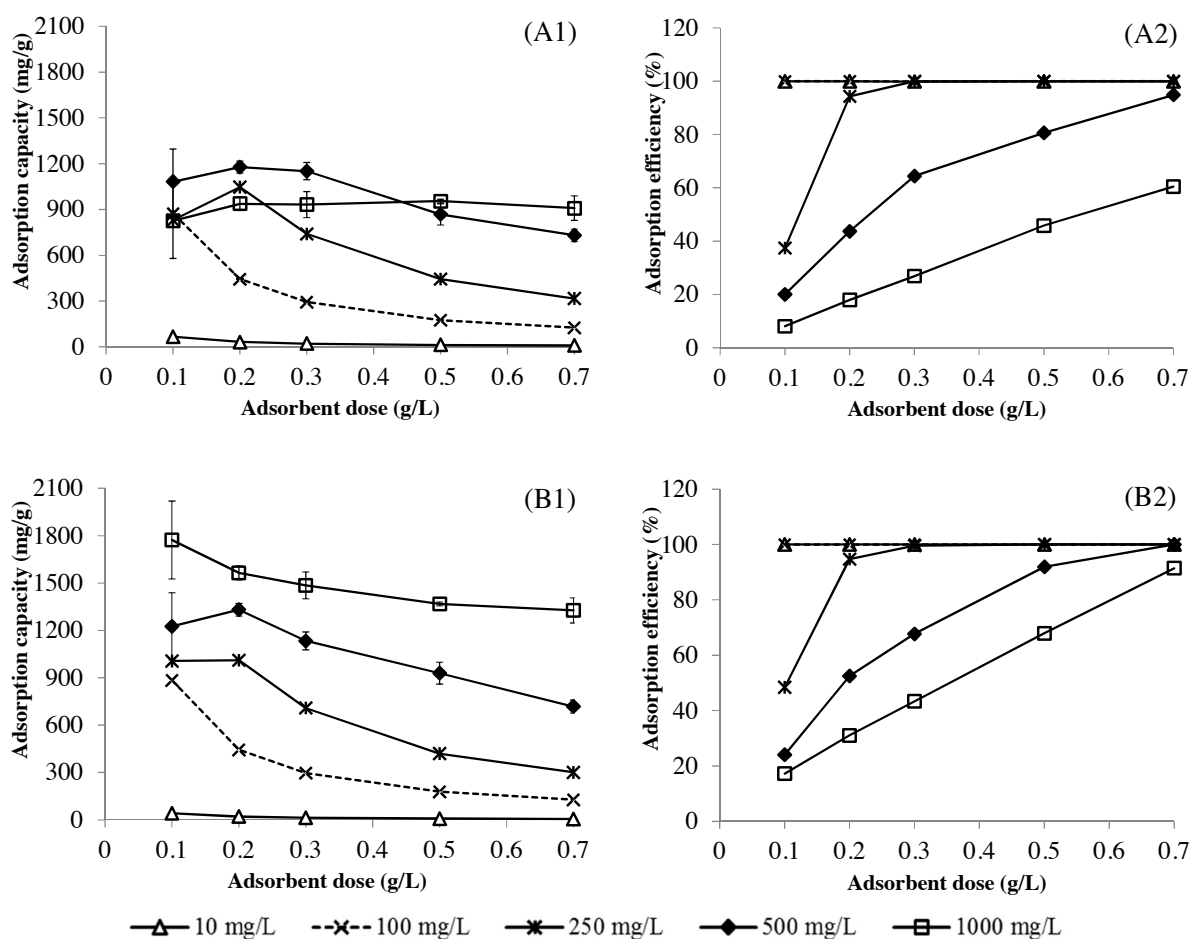 (A1)
Adsorption capacity (mg/g)
2100
1800
1500
1200
900
600
300
0
0 0.1 0.2 0.3 0.4 0.5 0.6 0.7
Adsorbent dose (g/L)
(A2)
Adsorption efficiency (%)
120
100
80
60
40
20
0
0 0.1 0.2 0.3 0.4 0.5 0.6 0.7
Adsorbent dose (g/L)
(B1)
Adsorption capacity (mg/g)
2100
1800
1500
1200
900
600
300
0
0 0.1 0.2 0.3 0.4 0.5 0.6 0.7
Adsorbent dose (g/L)
(B2)
Adsorption efficiency (%)
120
100
80
60
40
20
0
0 0.1 0.2 0.3 0.4 0.5 0.6 0.7
Adsorbent dose (g/L)
10 mg/L 100 mg/L 250 mg/L 500 mg/L 1000 mg/L